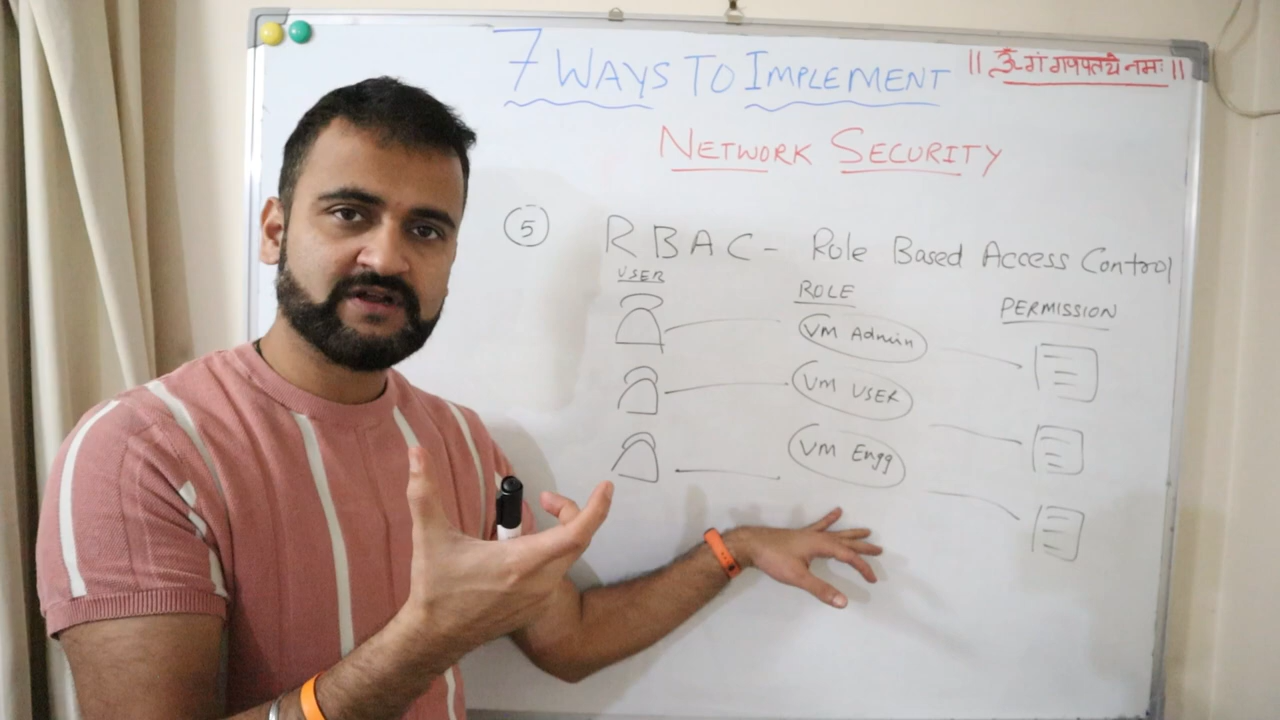 7 WAYS TO IMPLEMENT
॥ ॐ गं गणपतये नमः ॥
NETWORK SECURITY
5
RBAC - Role Based Access Control
USER
ROLE
PERMISSION
VM Admin
VM USER
VM Engg